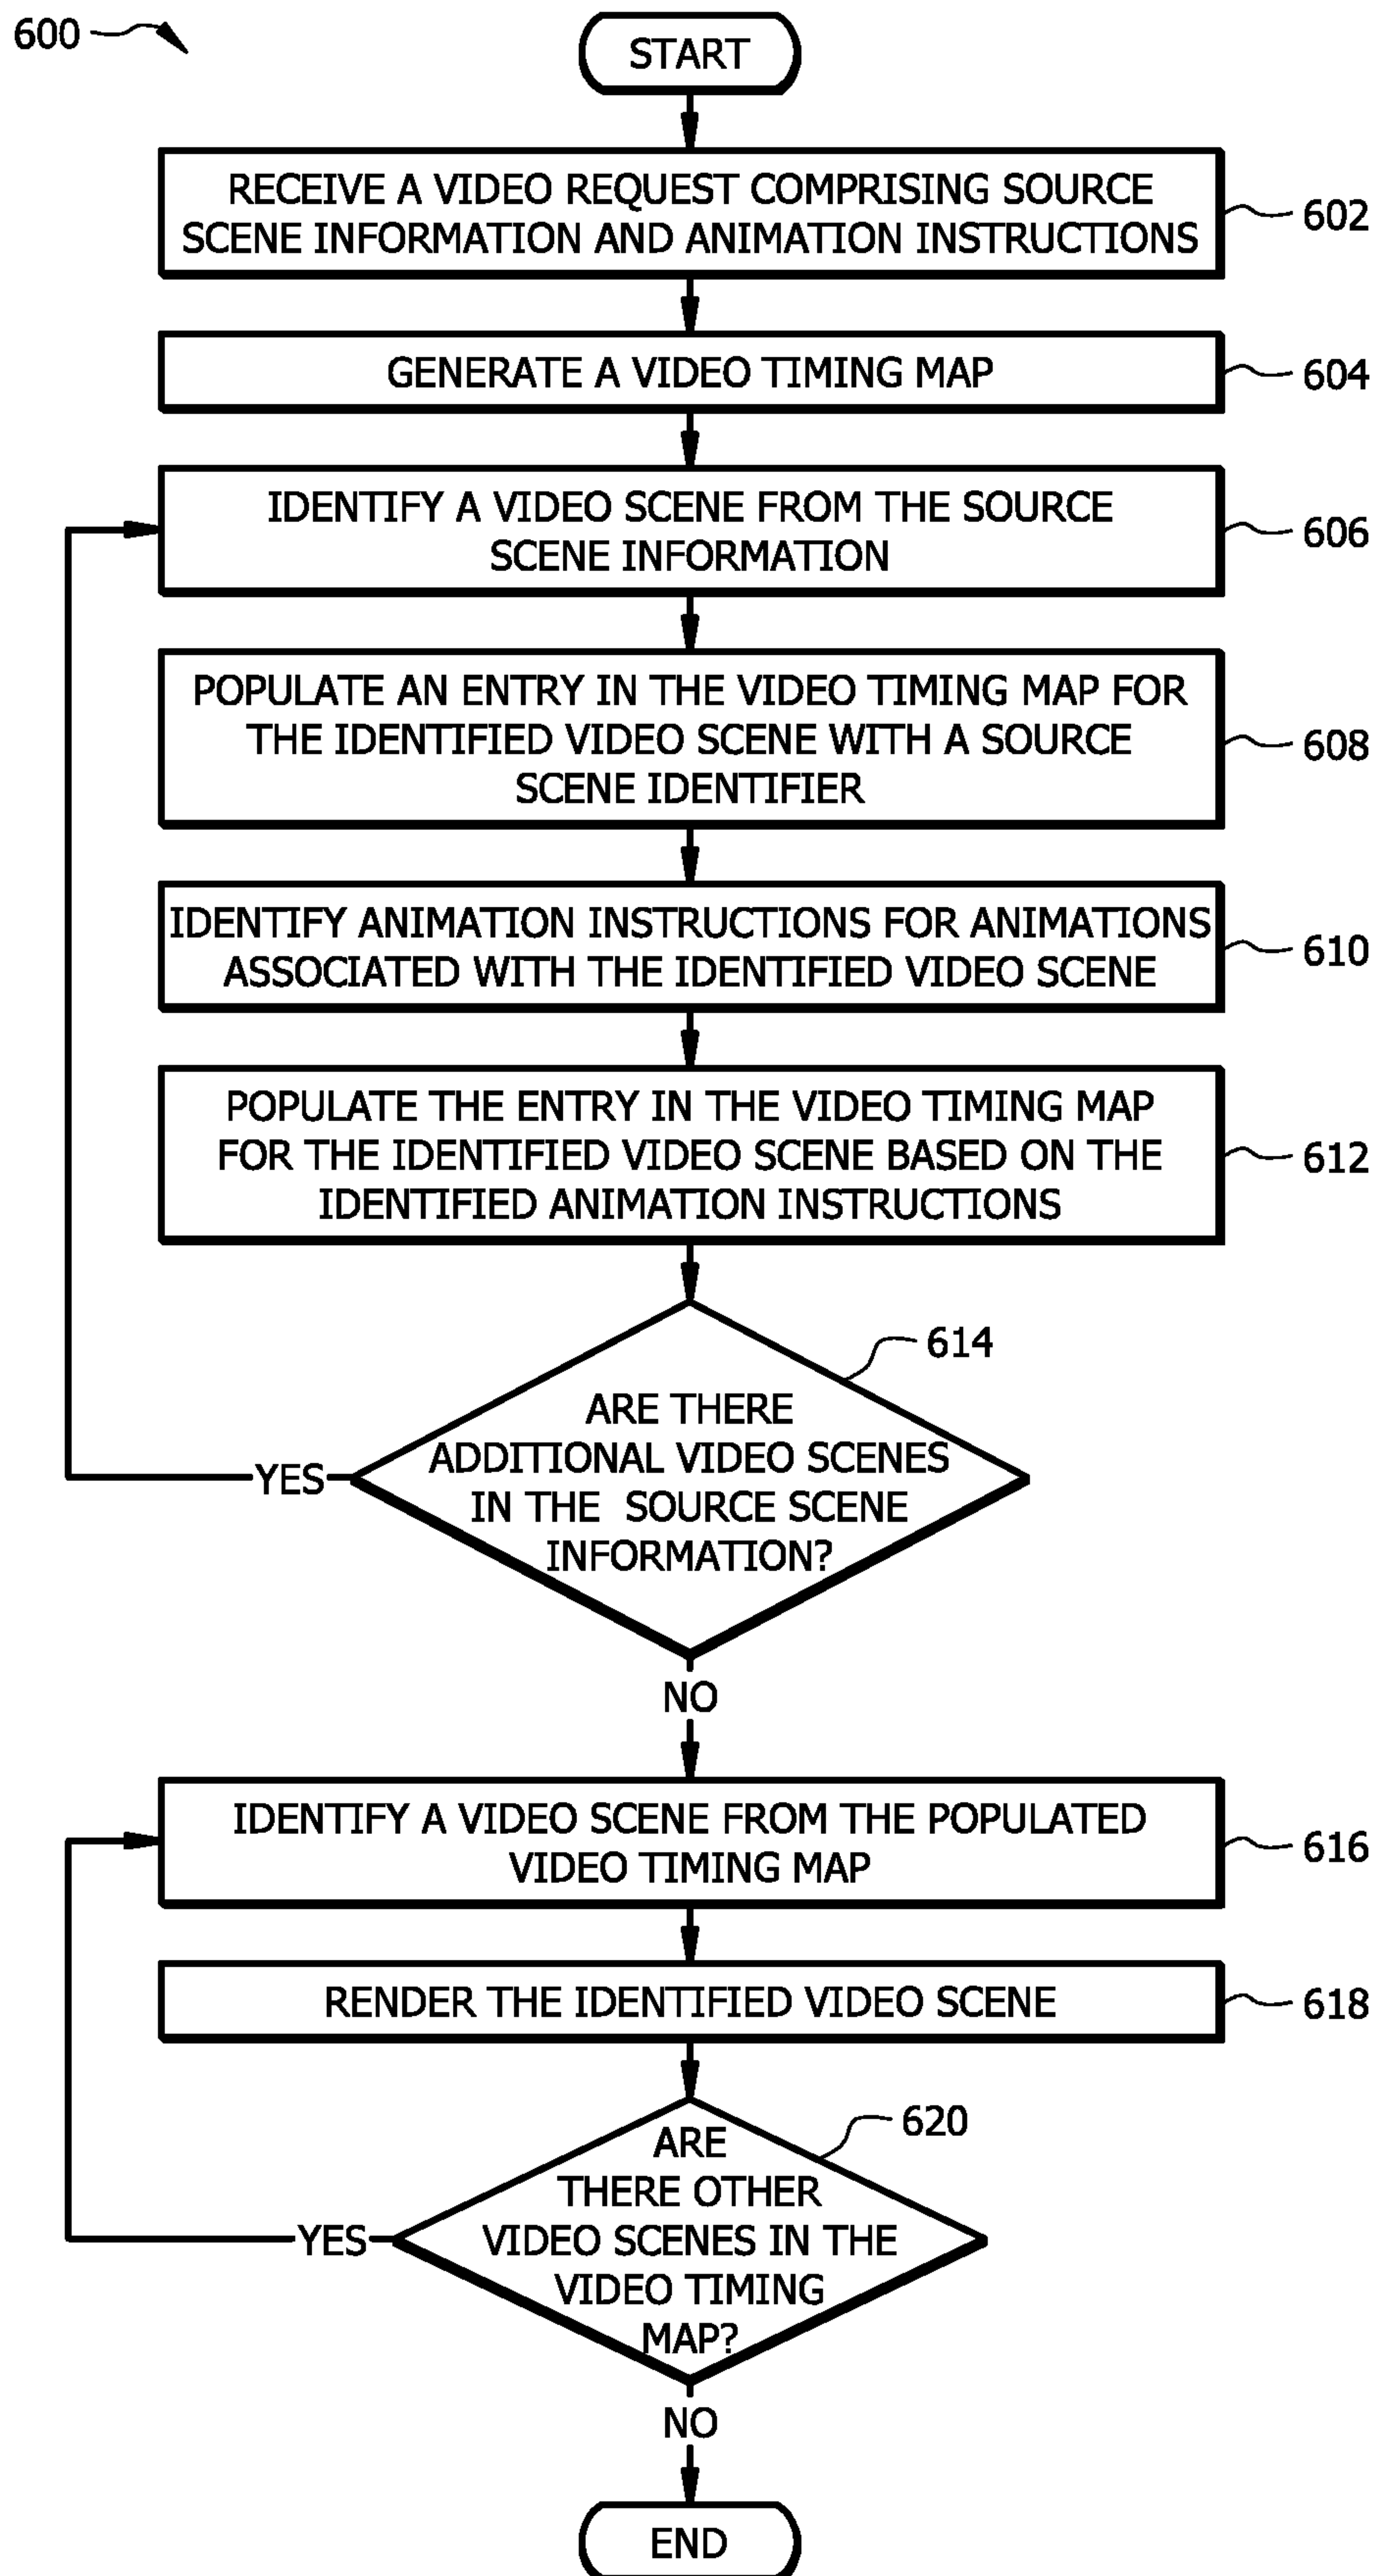 600
START
RECEIVE A VIDEO REQUEST COMPRISING SOURCE
SCENE INFORMATION AND ANIMATION INSTRUCTIONS
602
GENERATE A VIDEO TIMING MAP
604
IDENTIFY A VIDEO SCENE FROM THE SOURCE
SCENE INFORMATION
606
POPULATE AN ENTRY IN THE VIDEO TIMING MAP FOR
THE IDENTIFIED VIDEO SCENE WITH A SOURCE
SCENE IDENTIFIER
608
IDENTIFY ANIMATION INSTRUCTIONS FOR ANIMATIONS
ASSOCIATED WITH THE IDENTIFIED VIDEO SCENE
610
POPULATE THE ENTRY IN THE VIDEO TIMING MAP
FOR THE IDENTIFIED VIDEO SCENE BASED ON THE
IDENTIFIED ANIMATION INSTRUCTIONS
612
614
ARE THERE
ADDITIONAL VIDEO SCENES
IN THE SOURCE SCENE
INFORMATION?
YES
NO
IDENTIFY A VIDEO SCENE FROM THE POPULATED
VIDEO TIMING MAP
616
RENDER THE IDENTIFIED VIDEO SCENE
618
620
ARE
THERE OTHER
VIDEO SCENES IN THE
VIDEO TIMING
MAP?
YES
NO
END